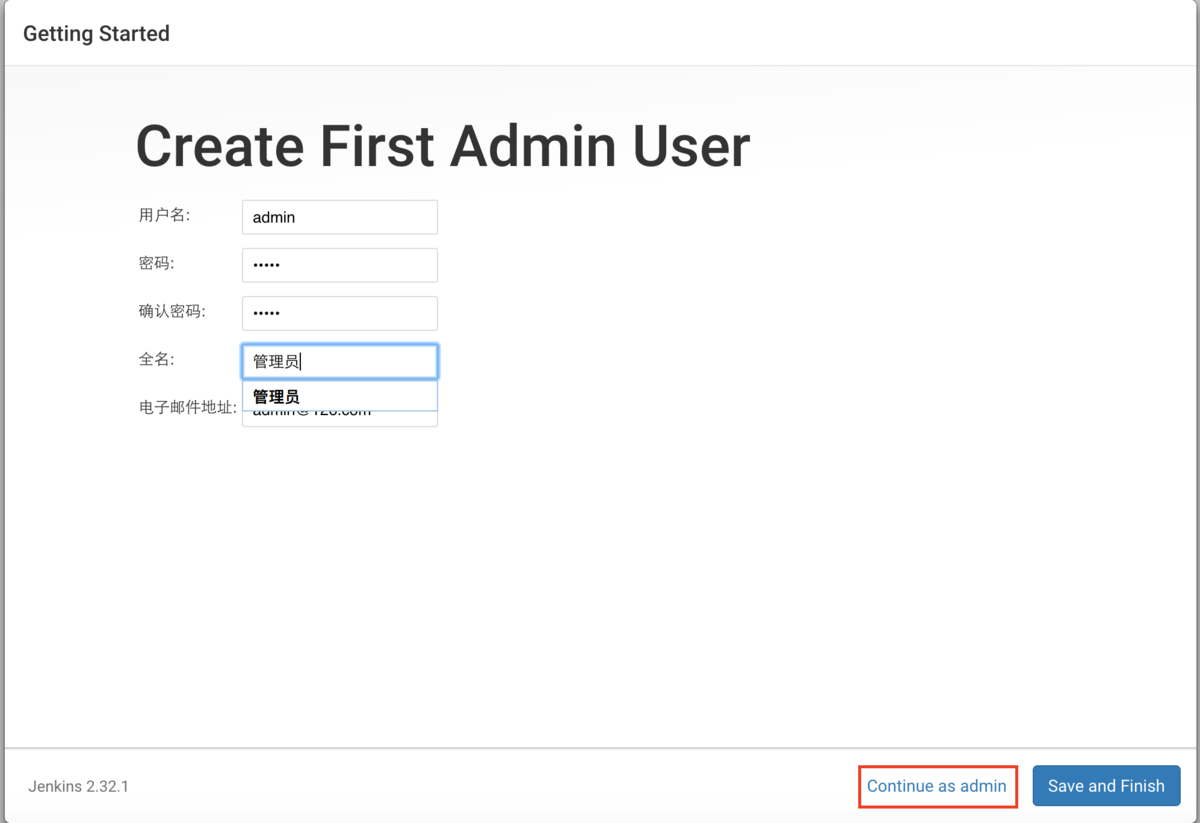 Getting Started
Create First Admin User
用户名:
admin
密码:
•••••
确认密码:
•••••
全名:
管理员
管理员
电子邮件地址:
Jenkins 2.32.1
Continue as admin
Save and Finish